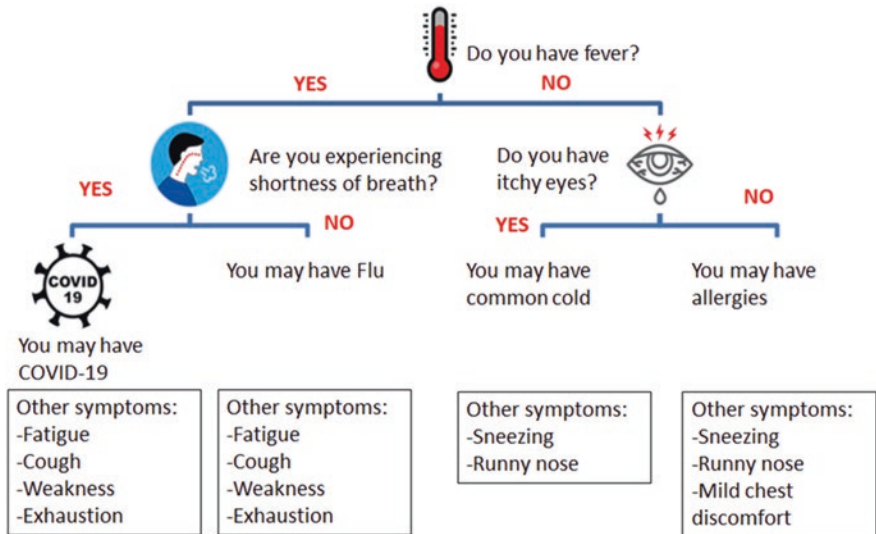 Do you have fever?
YES
NO
Are you experiencing
shortness of breath?
Do you have
itchy eyes?
YES
NO
YES
NO
COVID
19
You may have
COVID-19
You may have Flu
You may have
common cold
You may have
allergies
Other symptoms:
-Fatigue
-Cough
-Weakness
-Exhaustion
Other symptoms:
-Fatigue
-Cough
-Weakness
-Exhaustion
Other symptoms:
-Sneezing
-Runny nose
Other symptoms:
-Sneezing
-Runny nose
-Mild chest
discomfort